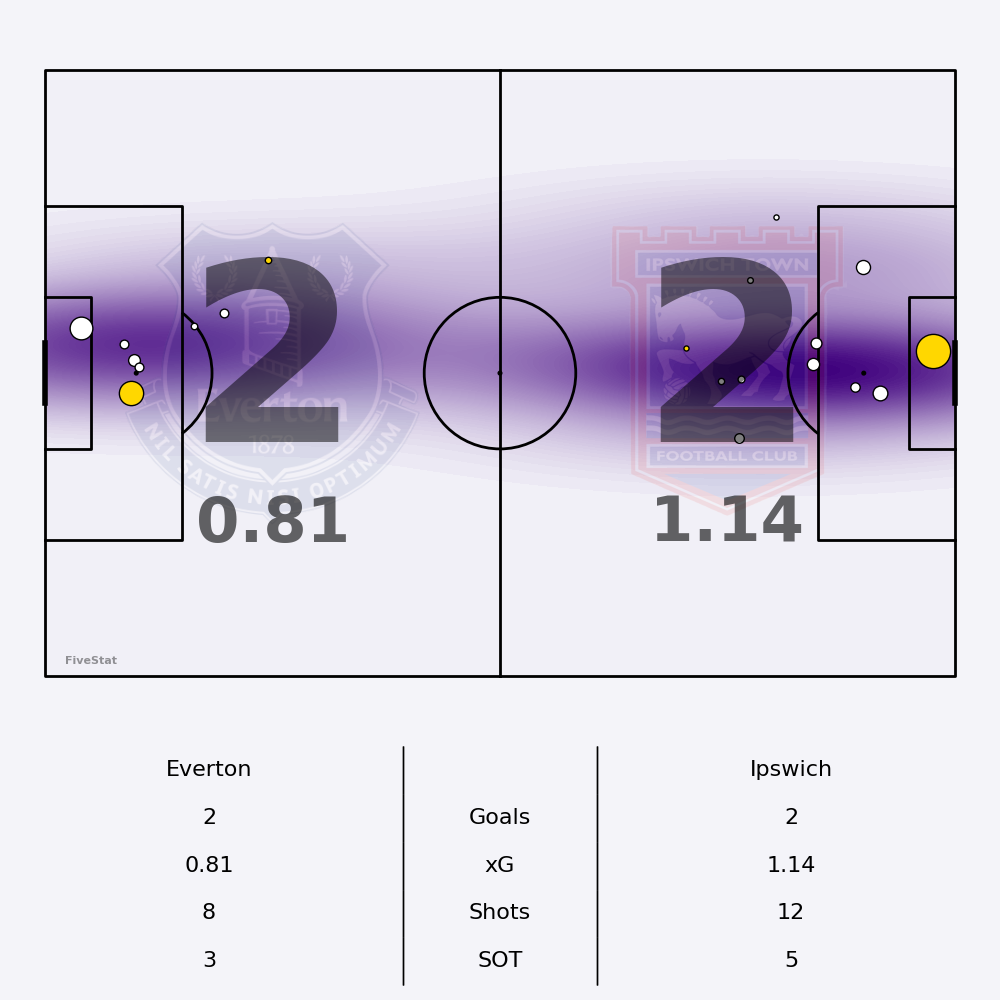 IPSWICH TOWN
2
2
Everton
1878
NIL SATIS NISI OPTIMUM
FOOTBALL CLUB
0.81
1.14
FiveStat
Everton
Ipswich
2
Goals
2
0.81
xG
1.14
8
Shots
12
3
SOT
5